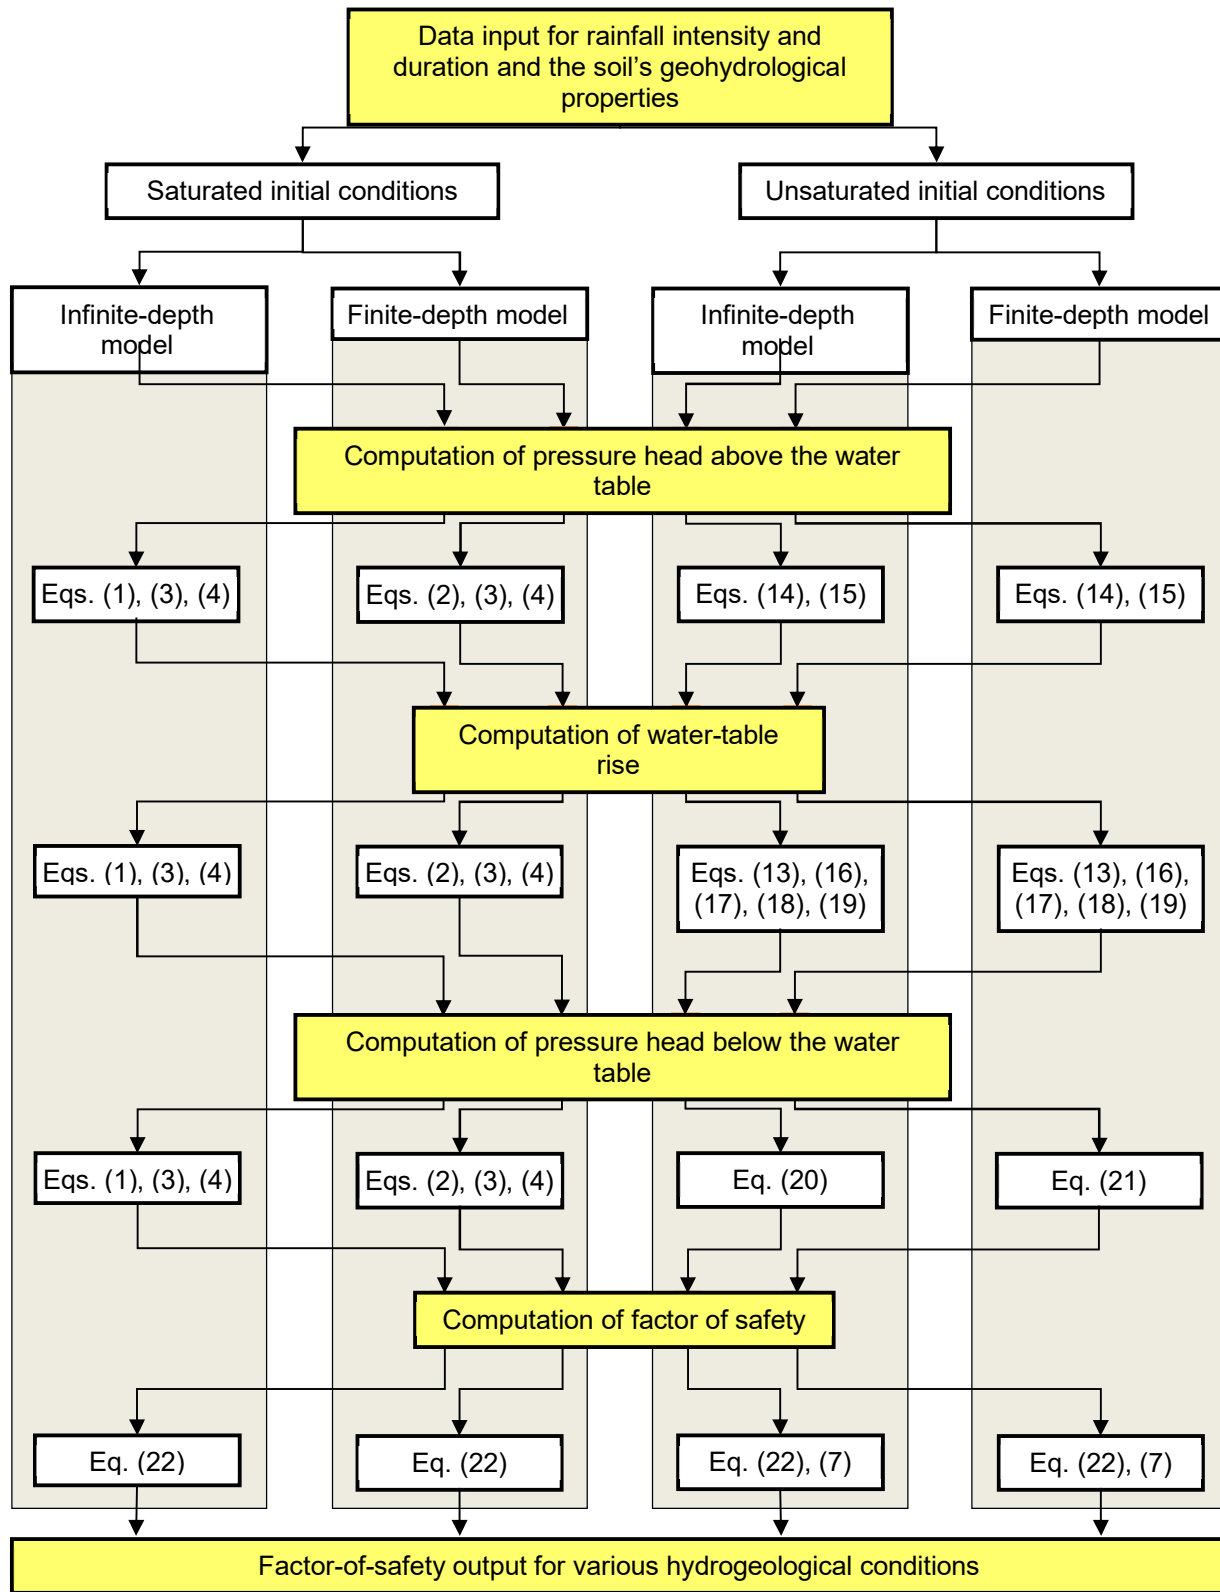 Data input for rainfall intensity and
duration and the soil's geohydrological
properties
Saturated initial conditions
Unsaturated initial conditions
Infinite-depth
model
Finite-depth model
Infinite-depth
model
Finite-depth model
Computation of pressure head above the water
table
Eqs. (1), (3), (4)
Eqs. (2), (3), (4)
Eqs. (14), (15)
Eqs. (14), (15)
Computation of water-table
rise
Eqs. (1), (3), (4)
Eqs. (2), (3), (4)
Eqs. (13), (16),
(17), (18), (19)
Eqs. (13), (16),
(17), (18), (19)
Computation of pressure head below the water
table
Eqs. (1), (3), (4)
Eqs. (2), (3), (4)
Eq. (20)
Eq. (21)
Computation of factor of safety
Eq. (22)
Eq. (22)
Eq. (22), (7)
Eq. (22), (7)
Factor-of-safety output for various hydrogeological conditions